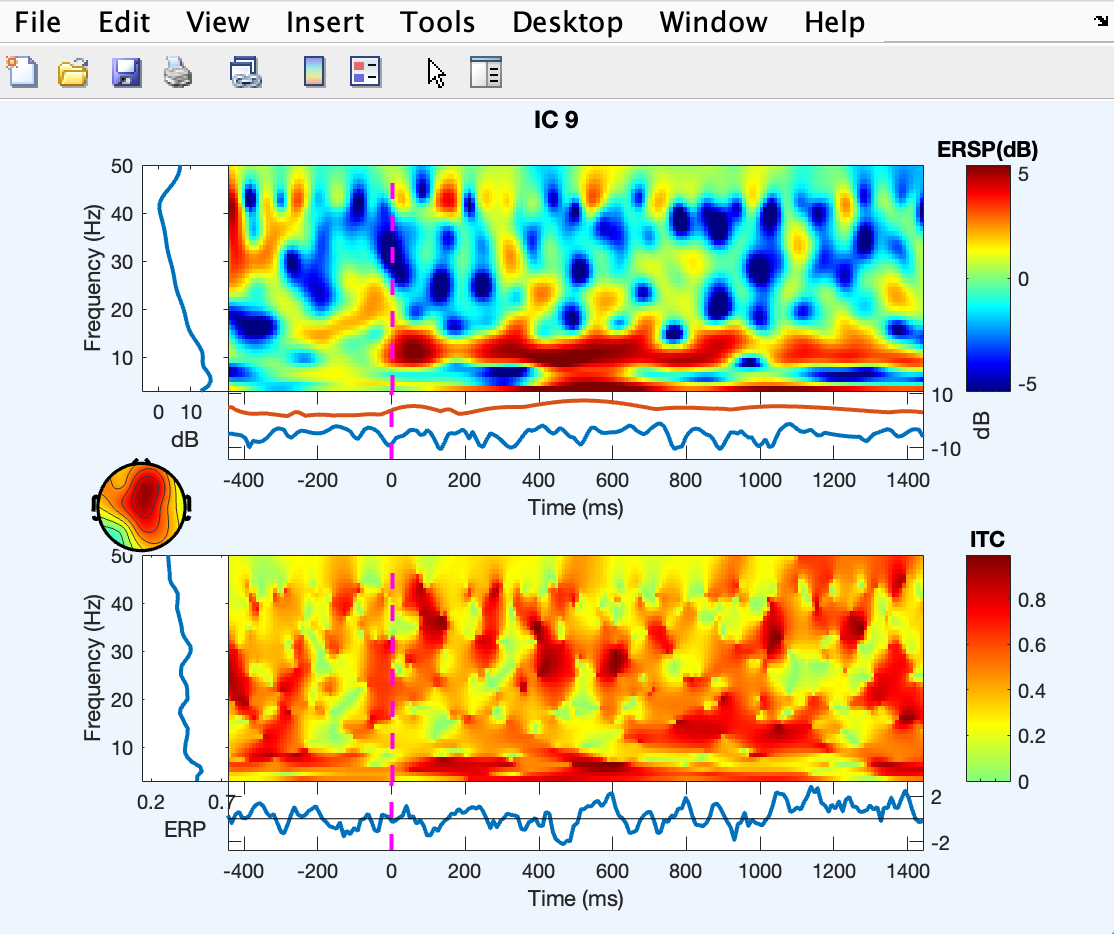 File Edit View Insert Tools Desktop Window Help
IC 9
ERSP(dB)
50
40
30
20
10
Frequency (Hz)
5
0
-5
0 10
dB
10
-10
dB
-400 -200 0 200 400 600 800 1000 1200 1400
Time (ms)
ITC
50
40
30
20
10
Frequency (Hz)
0.8
0.6
0.4
0.2
0
0.2 0.7
ERP
2
-2
-400 -200 0 200 400 600 800 1000 1200 1400
Time (ms)